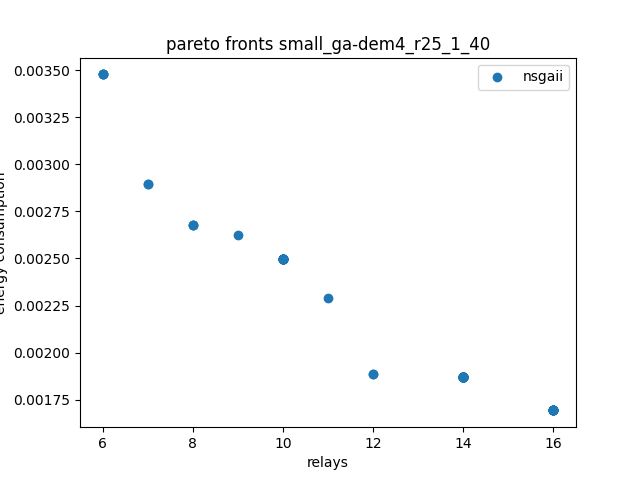 pareto fronts small_ga-dem4_r25_1_40
nsgaii
0.00350
0.00325
0.00300
0.00275
0.00250
0.00225
0.00200
0.00175
energy consumption
6 8 10 12 14 16
relays